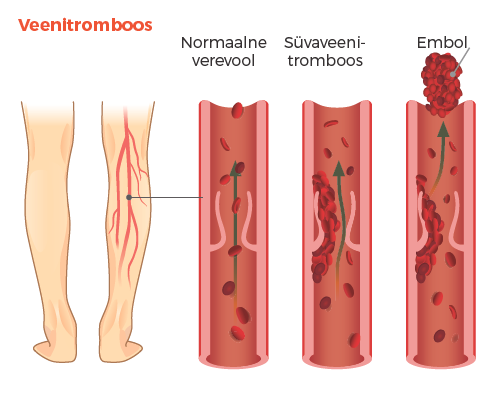 Veenitromboos
Normaalne
verevool
Süvaveeni-
tromboos
Embol